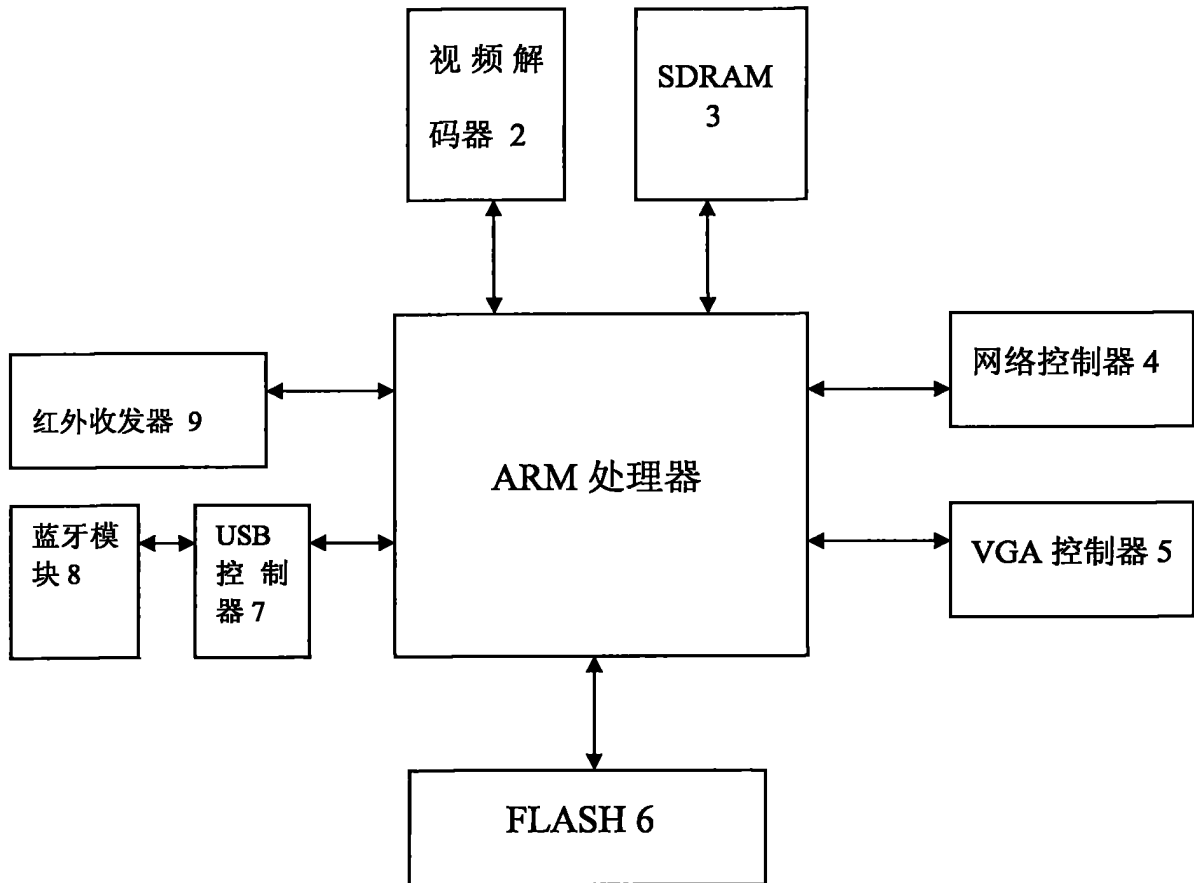 视 频 解
码器 2
SDRAM
3
网络控制器 4
红外收发器 9
ARM 处理器
蓝牙模
块 8
USB
控 制
器 7
VGA 控制器 5
FLASH 6